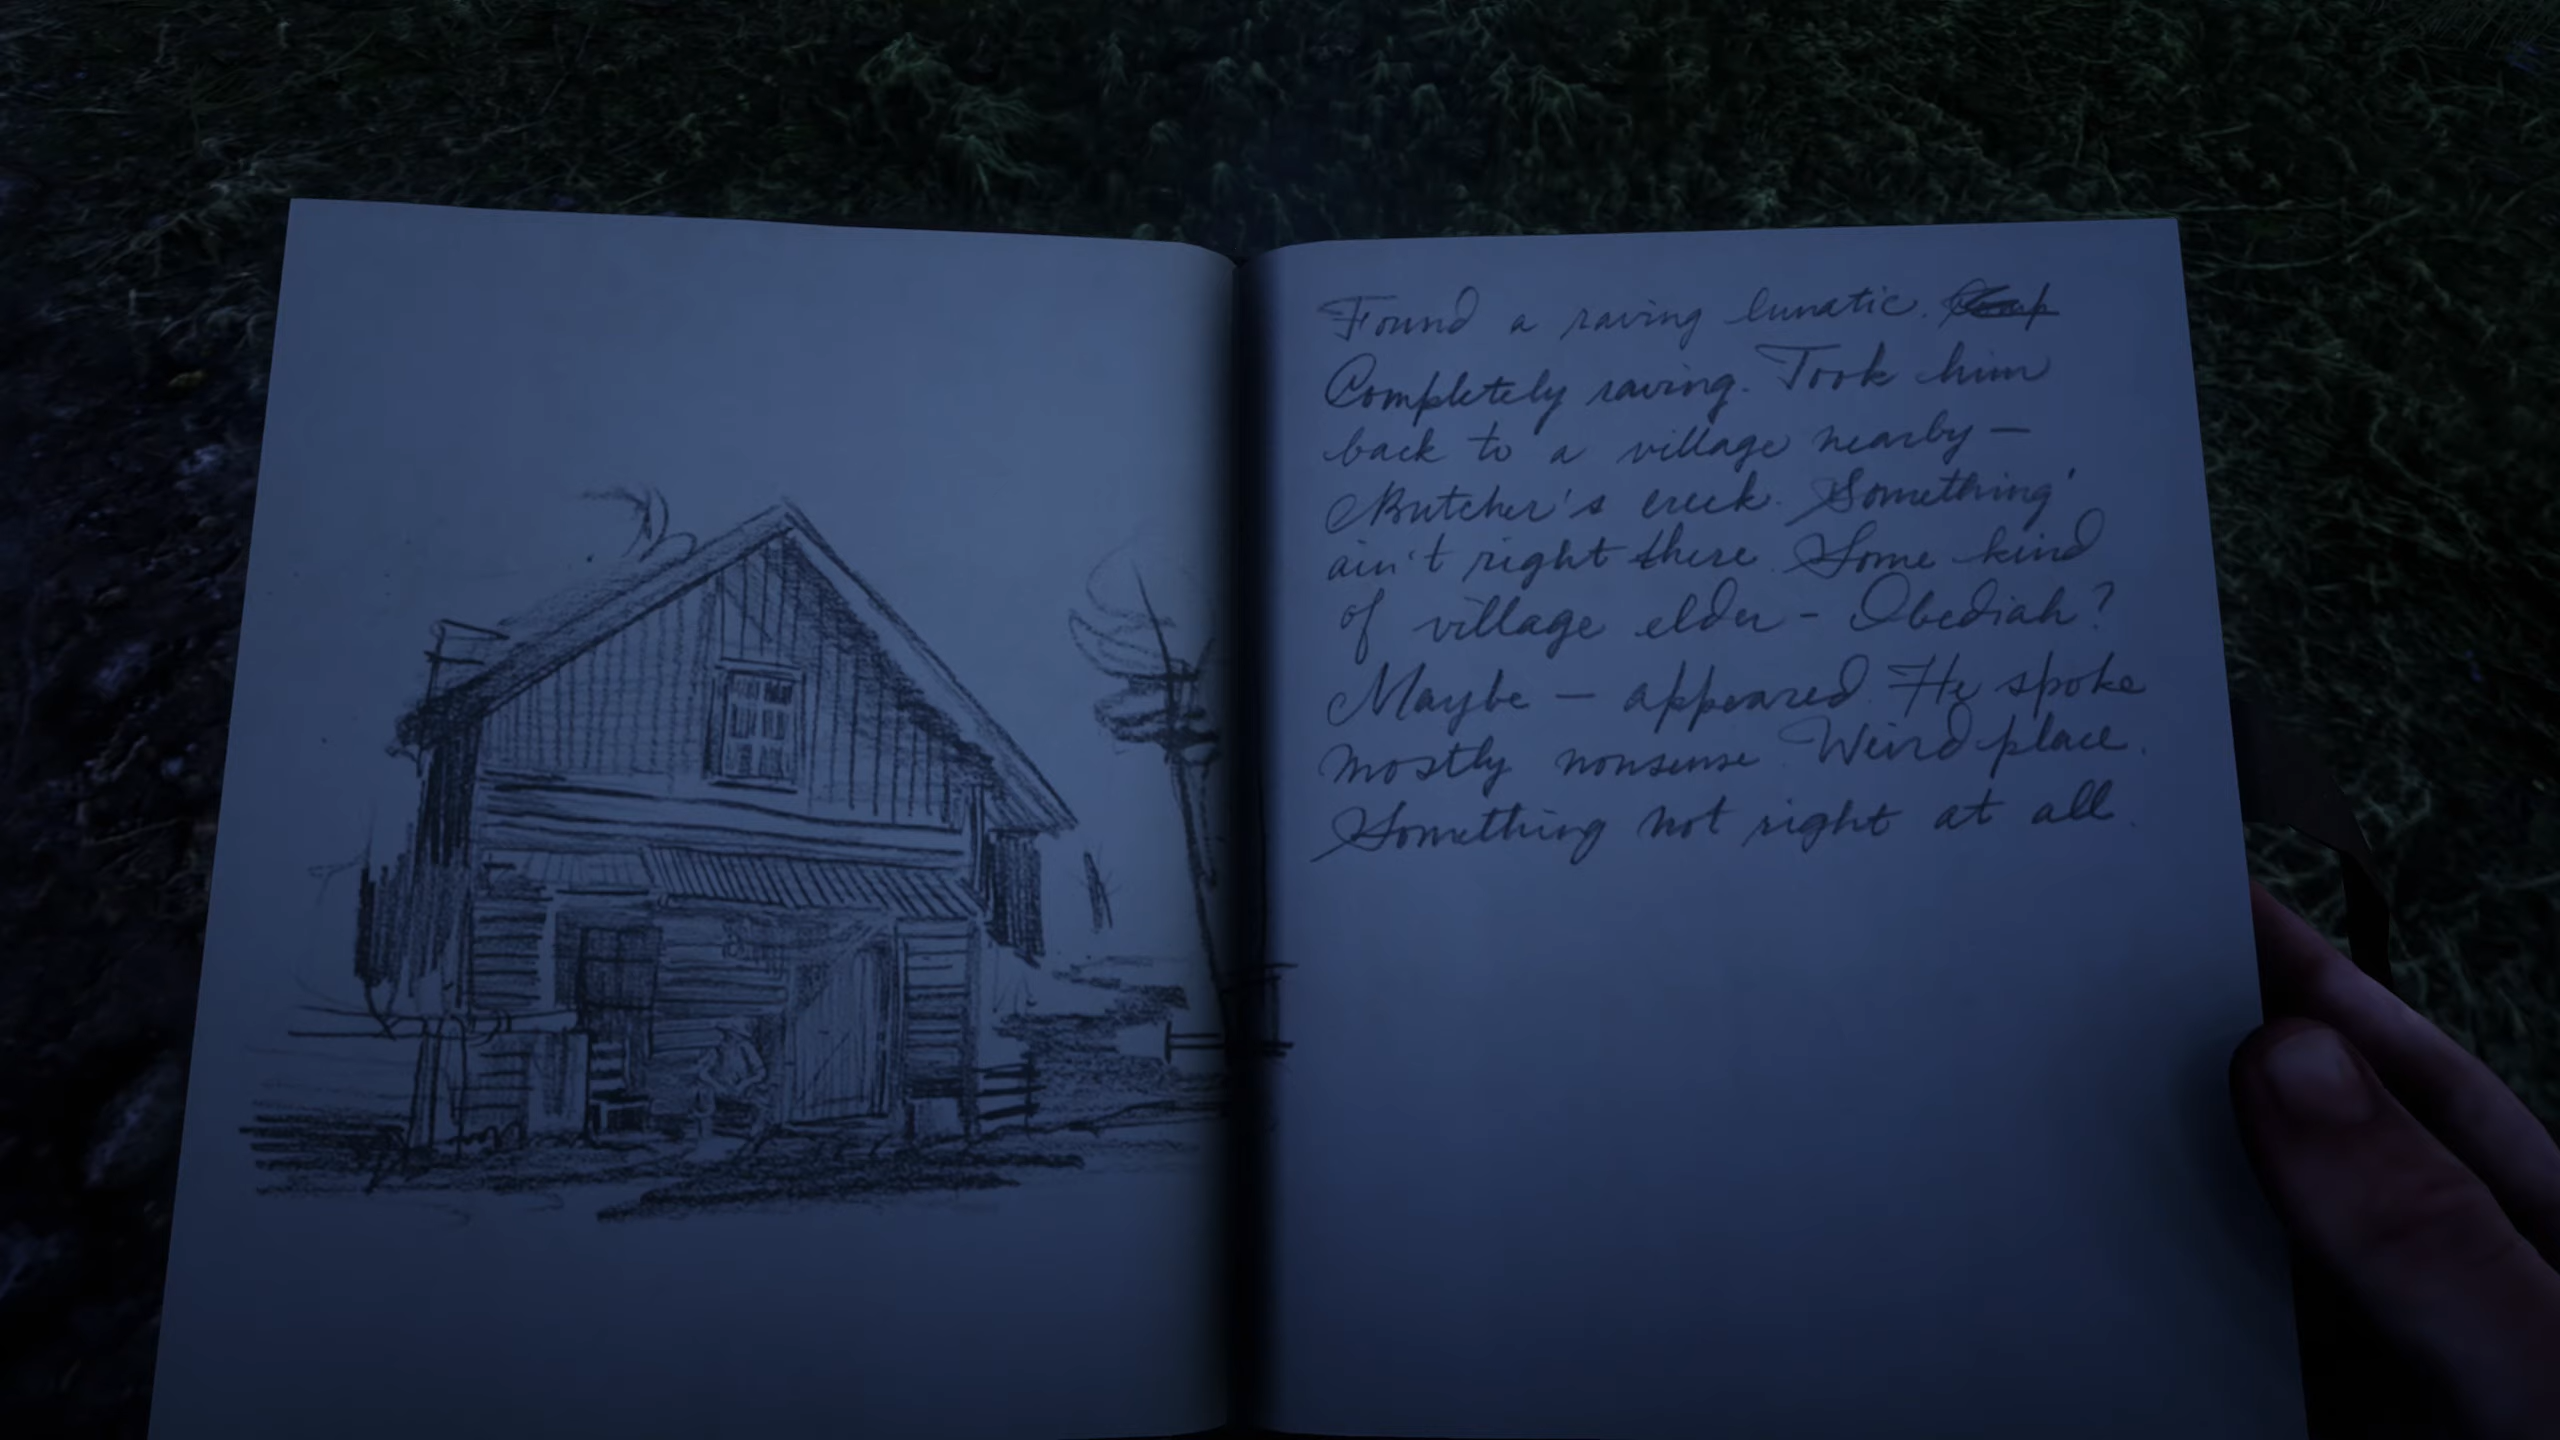 Found a raving lunatic.
Completely raving. Took him
back to a village nearby —
Butcher's creek. Something'
ain't right there. Some kind
of village elder - Obediah?
Maybe — appeared. He spoke
mostly nonsense. Weird place.
Something not right at all.